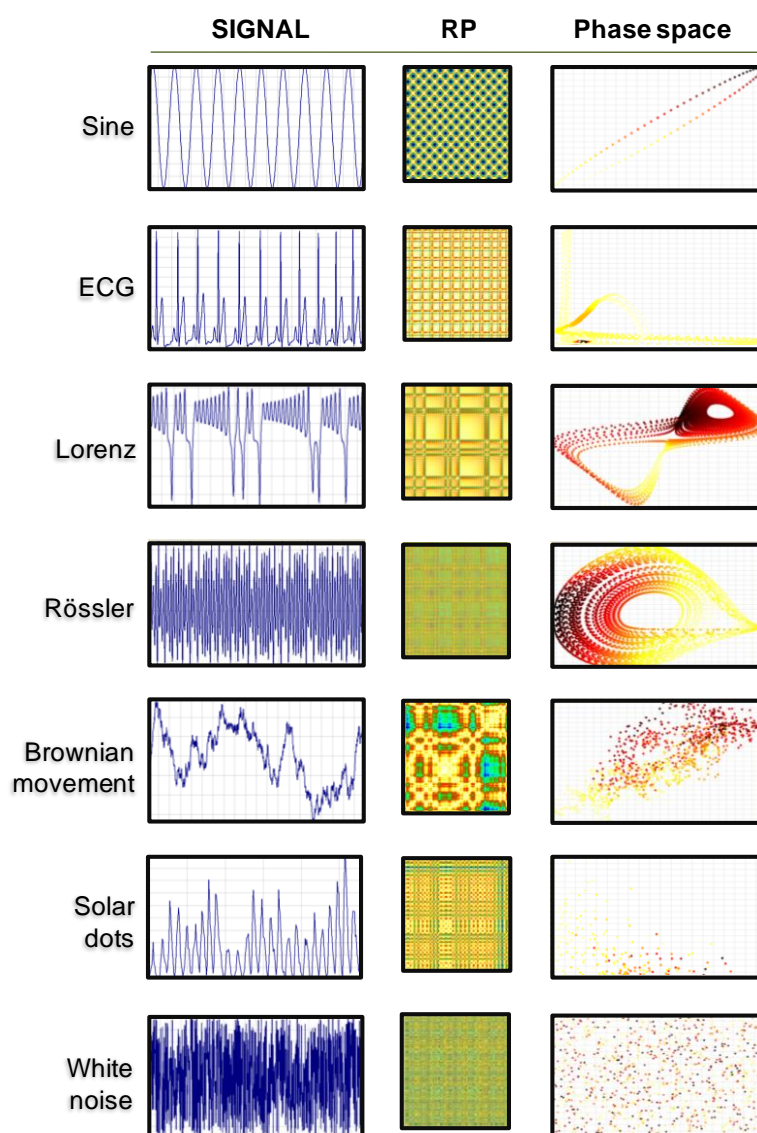 SIGNAL RP Phase space
Sine
ECG
Lorenz
Rössler
Brownian
movement
Solar
dots
White
noise